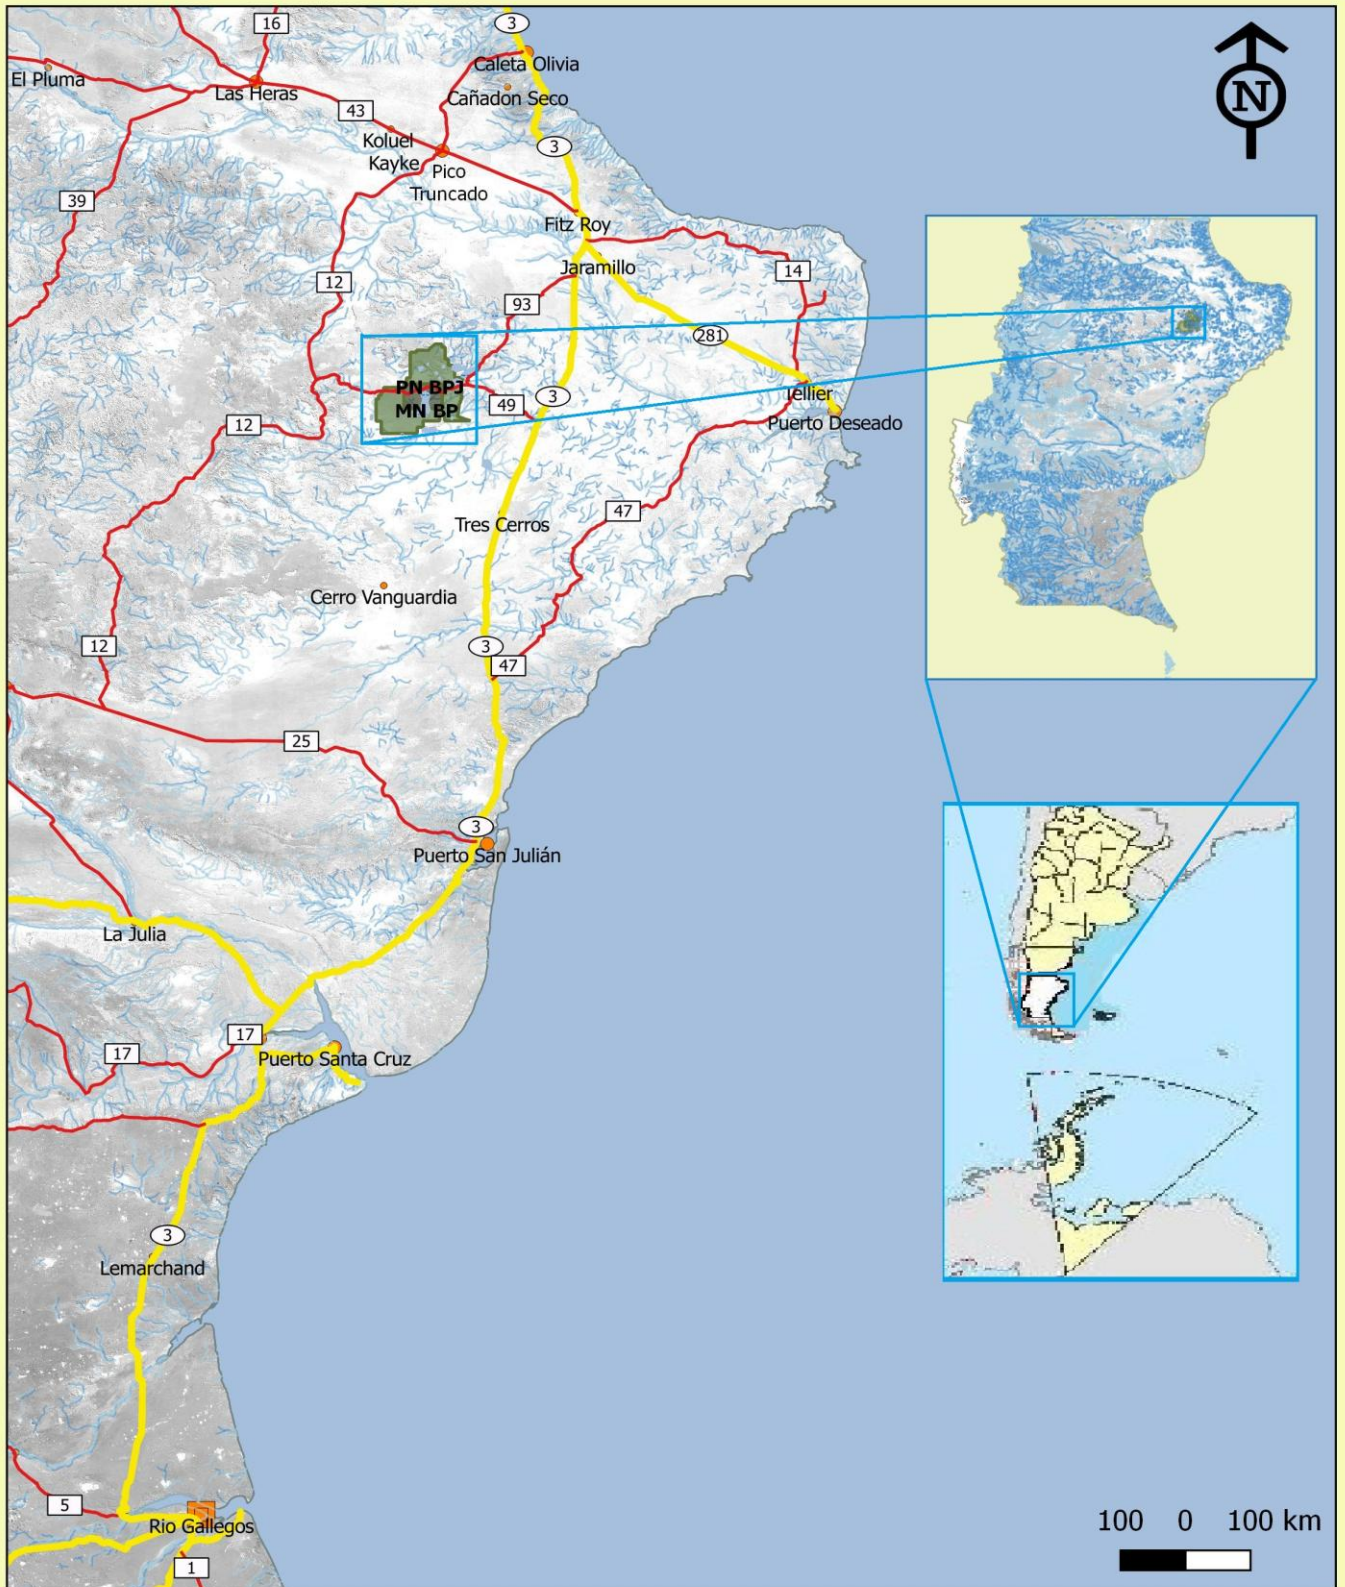 16
3
El Pluma
Las Heras
Caleta Olivia
Cañadon Seco
N
43
Koluel
Kayke
Pico
Truncado
3
39
Fitz Roy
Jaramillo
14
12
93
281
PN BPJ
MN BP
49
3
Tellier
Puerto Deseado
12
47
Tres Cerros
Cerro Vanguardia
12
3
47
25
3
Puerto San Julián
La Julia
17
17
Puerto Santa Cruz
3
Lemarchand
5
Rio Gallegos
1
100 0 100 km